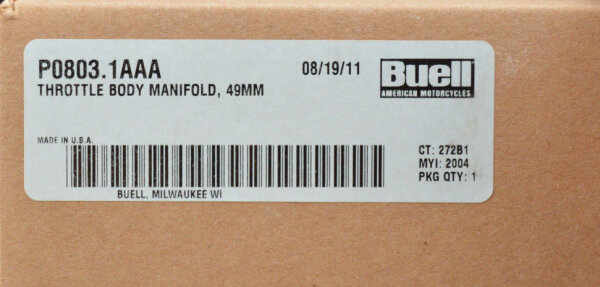 P0803.1AAA
THROTTLE BODY MANIFOLD, 49MM
08/19/11
Buell
AMERICAN MOTORCYCLES
MADE IN U.S.A.
BUELL, MILWAUKEE WI
CT: 272B1
MYI: 2004
PKG QTY: 1